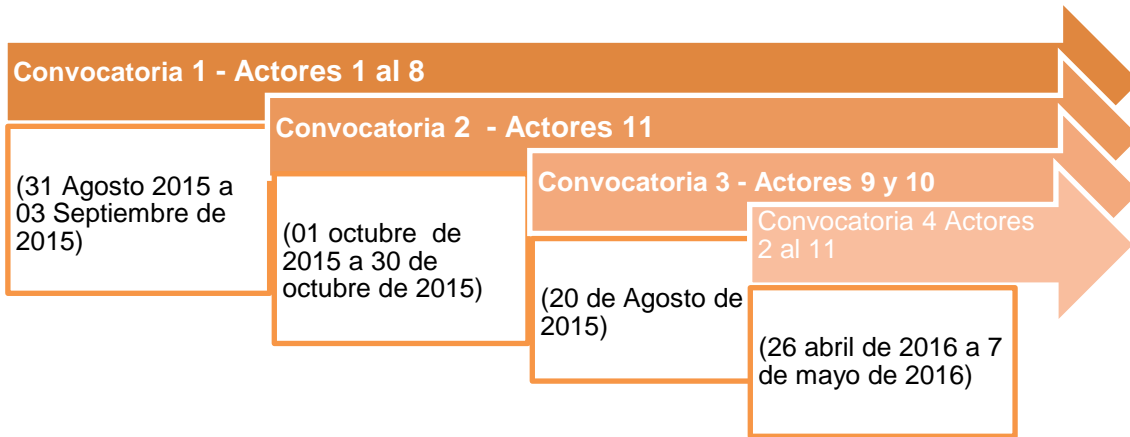 Convocatoria 1 - Actores 1 al 8
(31 Agosto 2015 a
03 Septiembre de
2015)
Convocatoria 2 - Actores 11
(01 octubre de
2015 a 30 de
octubre de 2015)
Convocatoria 3 - Actores 9 y 10
(20 de Agosto de
2015)
Convocatoria 4 Actores
2 al 11
(26 abril de 2016 a 7
de mayo de 2016)